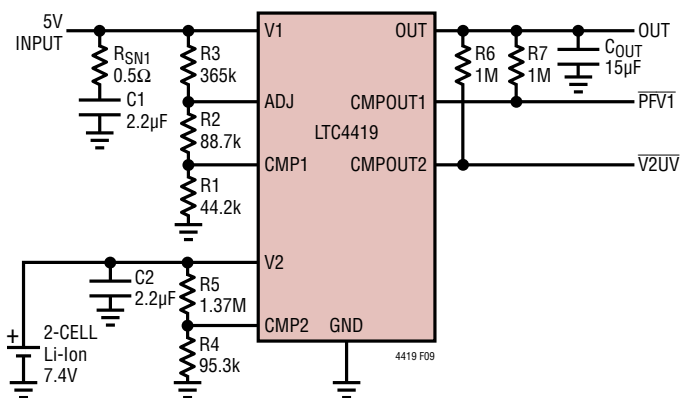 5V
INPUT
RSN1
0.5Ω
C1
2.2µF
R3
365k
R2
88.7k
R1
44.2k
V1
ADJ
CMP1
V2
CMP2
GND
OUT
CMPOUT1
LTC4419
CMPOUT2
R6
1M
R7
1M
COUT
15µF
OUT
PFV1
V2UV
C2
2.2µF
R5
1.37M
R4
95.3k
+
2-CELL
Li-Ion
7.4V
4419 F09